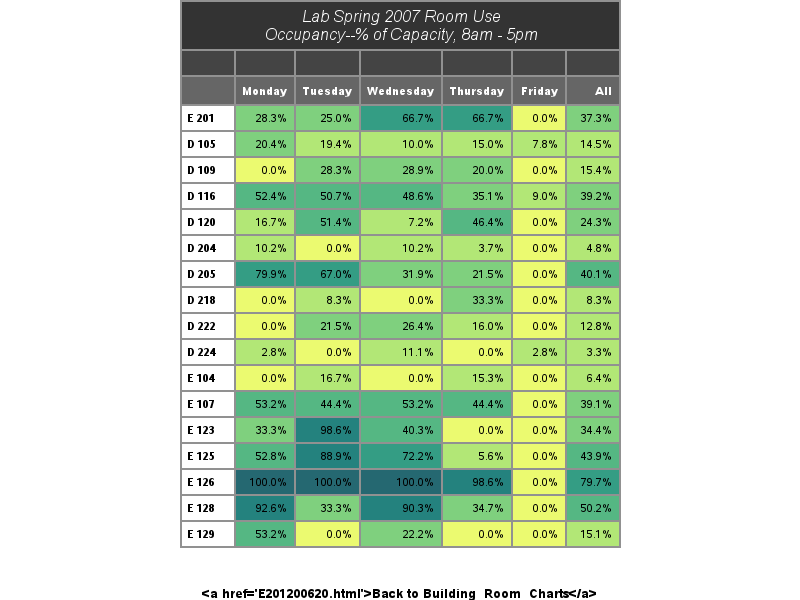 Lab Spring 2007 Room Use
Occupancy--% of Capacity, 8am - 5pm
Monday Tuesday Wednesday Thursday Friday All
E 201 28.3% 25.0% 66.7% 66.7% 0.0% 37.3%
D 105 20.4% 19.4% 10.0% 15.0% 7.8% 14.5%
D 109 0.0% 28.3% 28.9% 20.0% 0.0% 15.4%
D 116 52.4% 50.7% 48.6% 35.1% 9.0% 39.2%
D 120 16.7% 51.4% 7.2% 46.4% 0.0% 24.3%
D 204 10.2% 0.0% 10.2% 3.7% 0.0% 4.8%
D 205 79.9% 67.0% 31.9% 21.5% 0.0% 40.1%
D 218 0.0% 8.3% 0.0% 33.3% 0.0% 8.3%
D 222 0.0% 21.5% 26.4% 16.0% 0.0% 12.8%
D 224 2.8% 0.0% 11.1% 0.0% 2.8% 3.3%
E 104 0.0% 16.7% 0.0% 15.3% 0.0% 6.4%
E 107 53.2% 44.4% 53.2% 44.4% 0.0% 39.1%
E 123 33.3% 98.6% 40.3% 0.0% 0.0% 34.4%
E 125 52.8% 88.9% 72.2% 5.6% 0.0% 43.9%
E 126 100.0% 100.0% 100.0% 98.6% 0.0% 79.7%
E 128 92.6% 33.3% 90.3% 34.7% 0.0% 50.2%
E 129 53.2% 0.0% 22.2% 0.0% 0.0% 15.1%
<a href='E201200620.html'>Back to Building_Room_Charts</a>